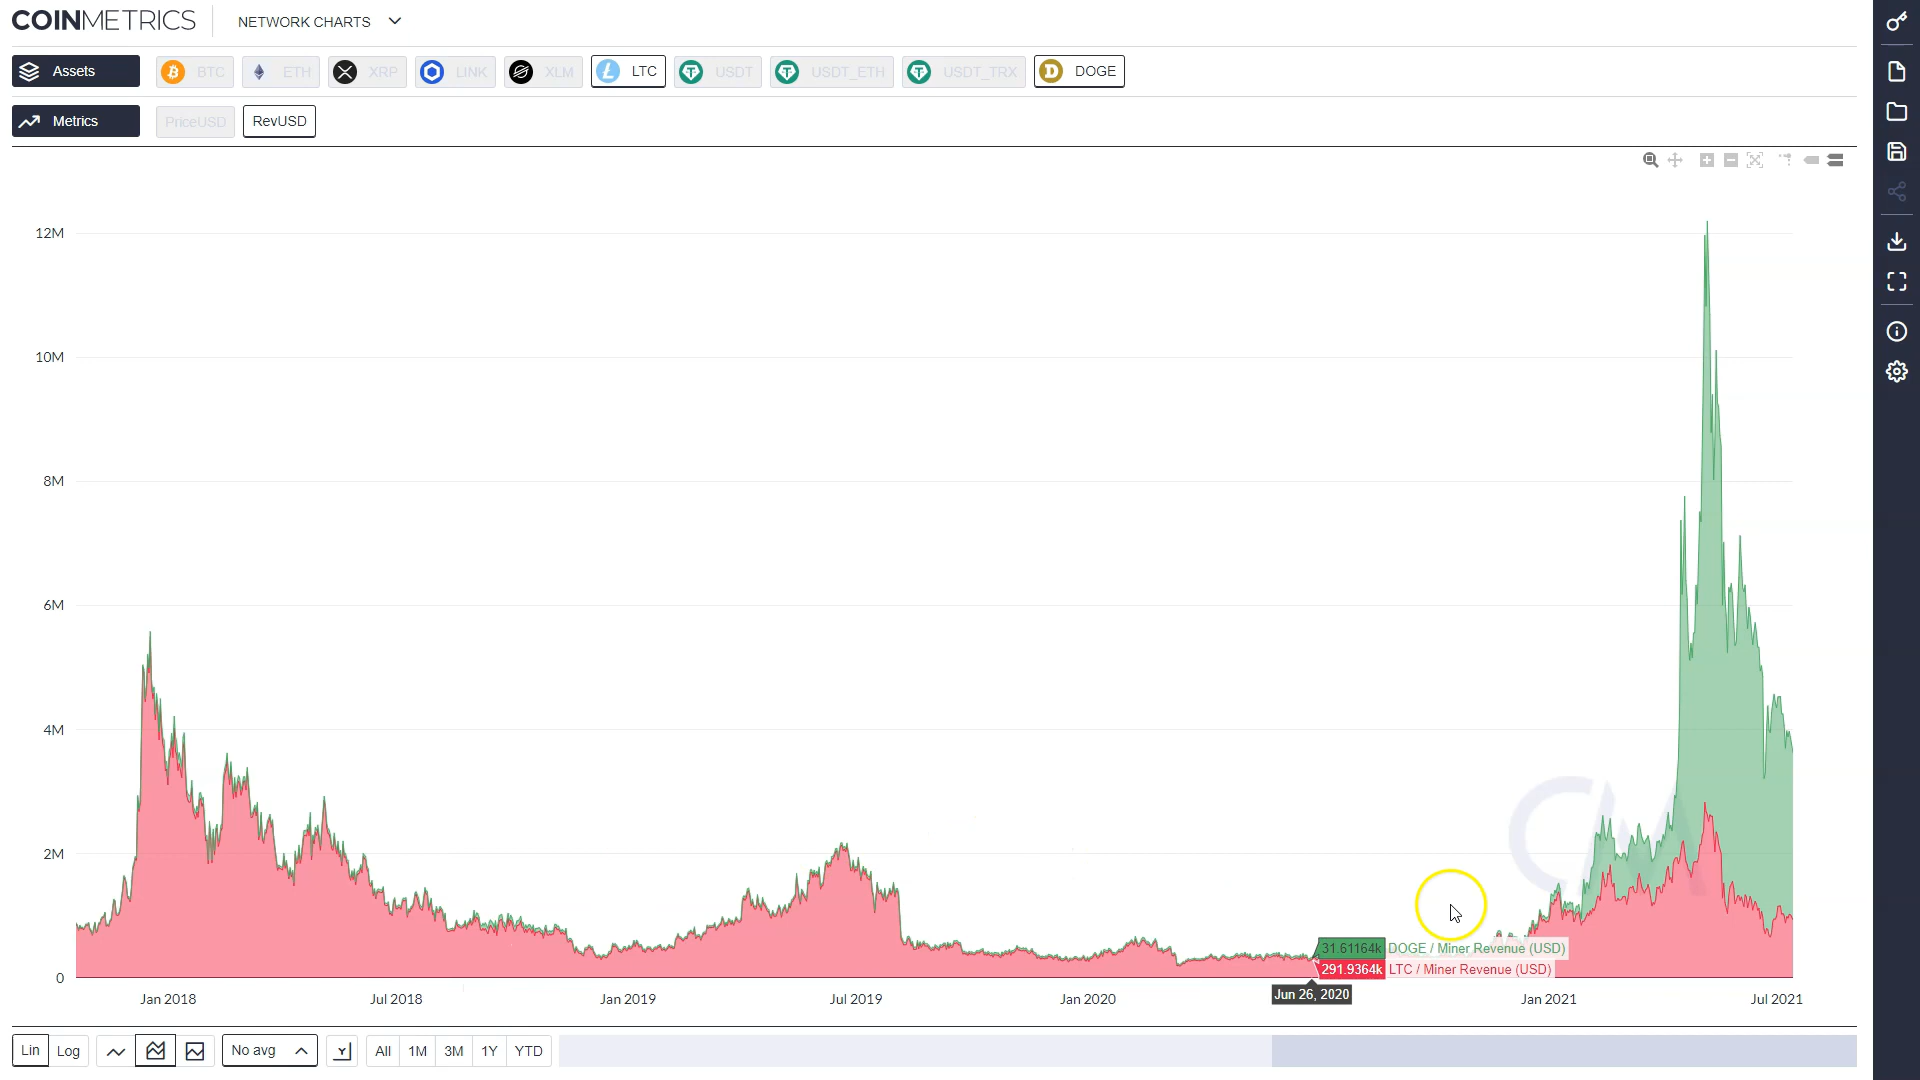 COINMETRICS NETWORK CHARTS
Assets BTC ETH XRP LINK XLM LTC USDT USDT_ETH USDT_TRX DOGE
Metrics PriceUSD RevUSD
12M
10M
8M
6M
4M
2M
0
CM
31.61164k DOGE / Miner Revenue (USD)
291.9364k LTC / Miner Revenue (USD)
Jun 26, 2020
Jan 2018 Jul 2018 Jan 2019 Jul 2019 Jan 2020 Jan 2021 Jul 2021
Lin Log No avg All 1M 3M 1Y YTD